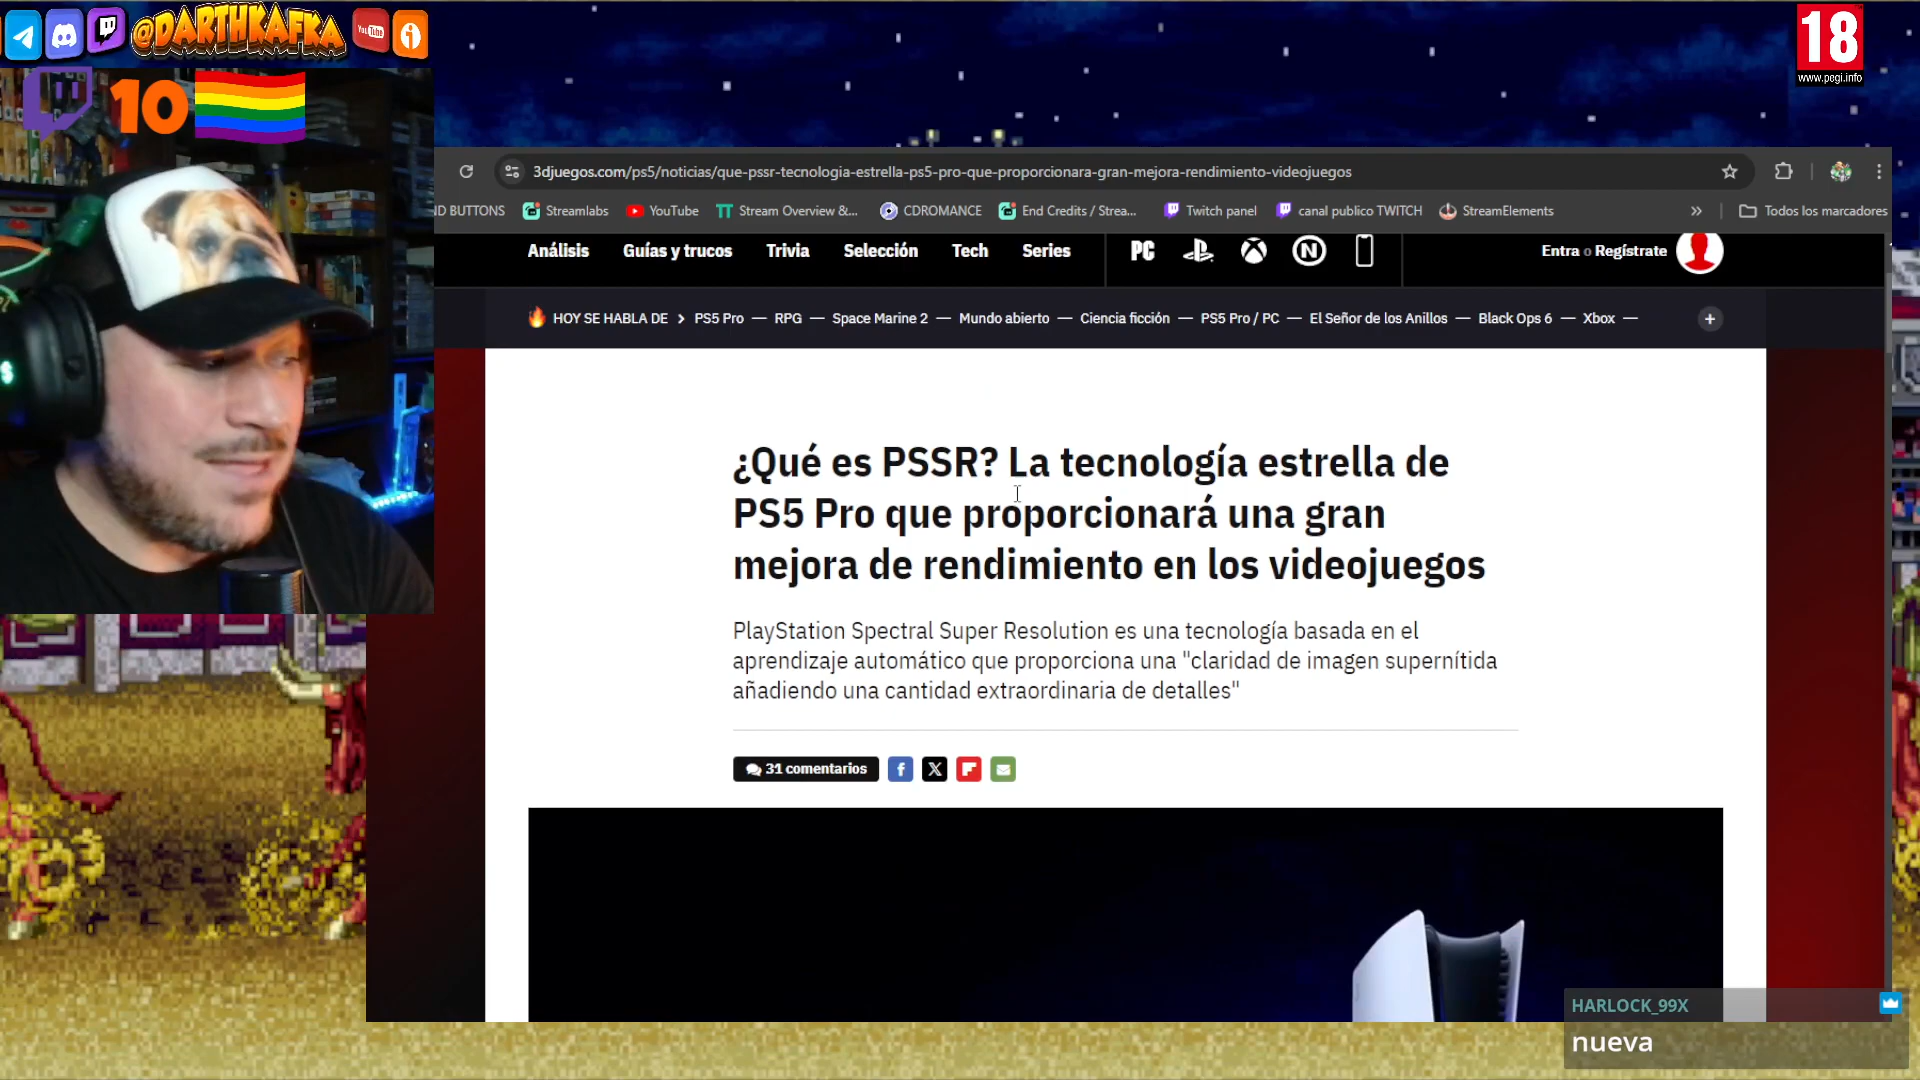 @DARTHKAFKA
YouTube
18
www.pegi.info
10
3djuegos.com/ps5/noticias/que-pssr-tecnologia-estrella-ps5-pro-que-proporcionara-gran-mejora-rendimiento-videojuegos
ND BUTTONS Streamlabs YouTube Stream Overview &... CDROMANCE End Credits / Strea... Twitch panel canal publico TWITCH StreamElements » Todos los marcadores
Análisis Guías y trucos Trivia Selección Tech Series PC N Entra o Regístrate
HOY SE HABLA DE PS5 Pro — RPG — Space Marine 2 — Mundo abierto — Ciencia ficción — PS5 Pro / PC — El Señor de los Anillos — Black Ops 6 — Xbox —
¿Qué es PSSR? La tecnología estrella de
PS5 Pro que proporcionará una gran
mejora de rendimiento en los videojuegos
PlayStation Spectral Super Resolution es una tecnología basada en el
aprendizaje automático que proporciona una "claridad de imagen supernítida
añadiendo una cantidad extraordinaria de detalles"
31 comentarios
HARLOCK_99X
nueva